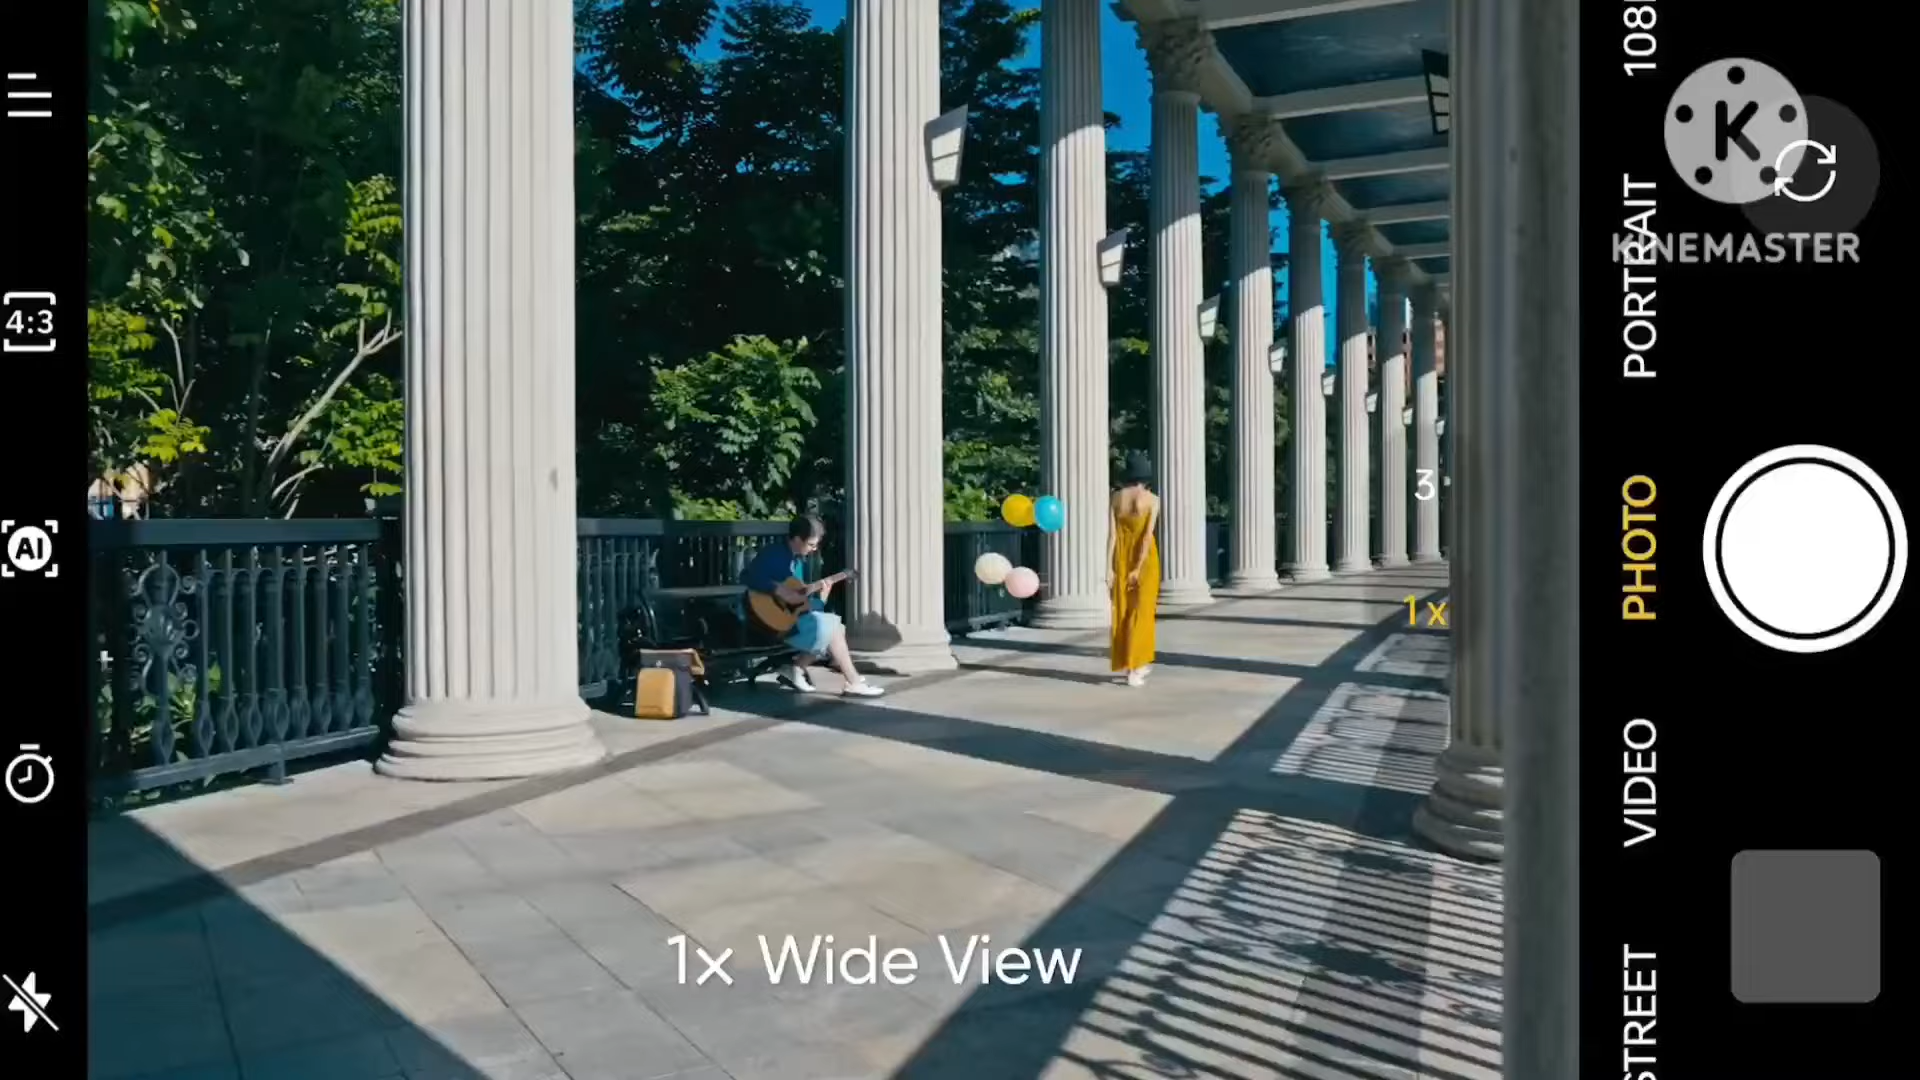 4:3
AI
3
1x
1x Wide View
108
PORTRAIT
PHOTO
VIDEO
STREET
K
KINEMASTER